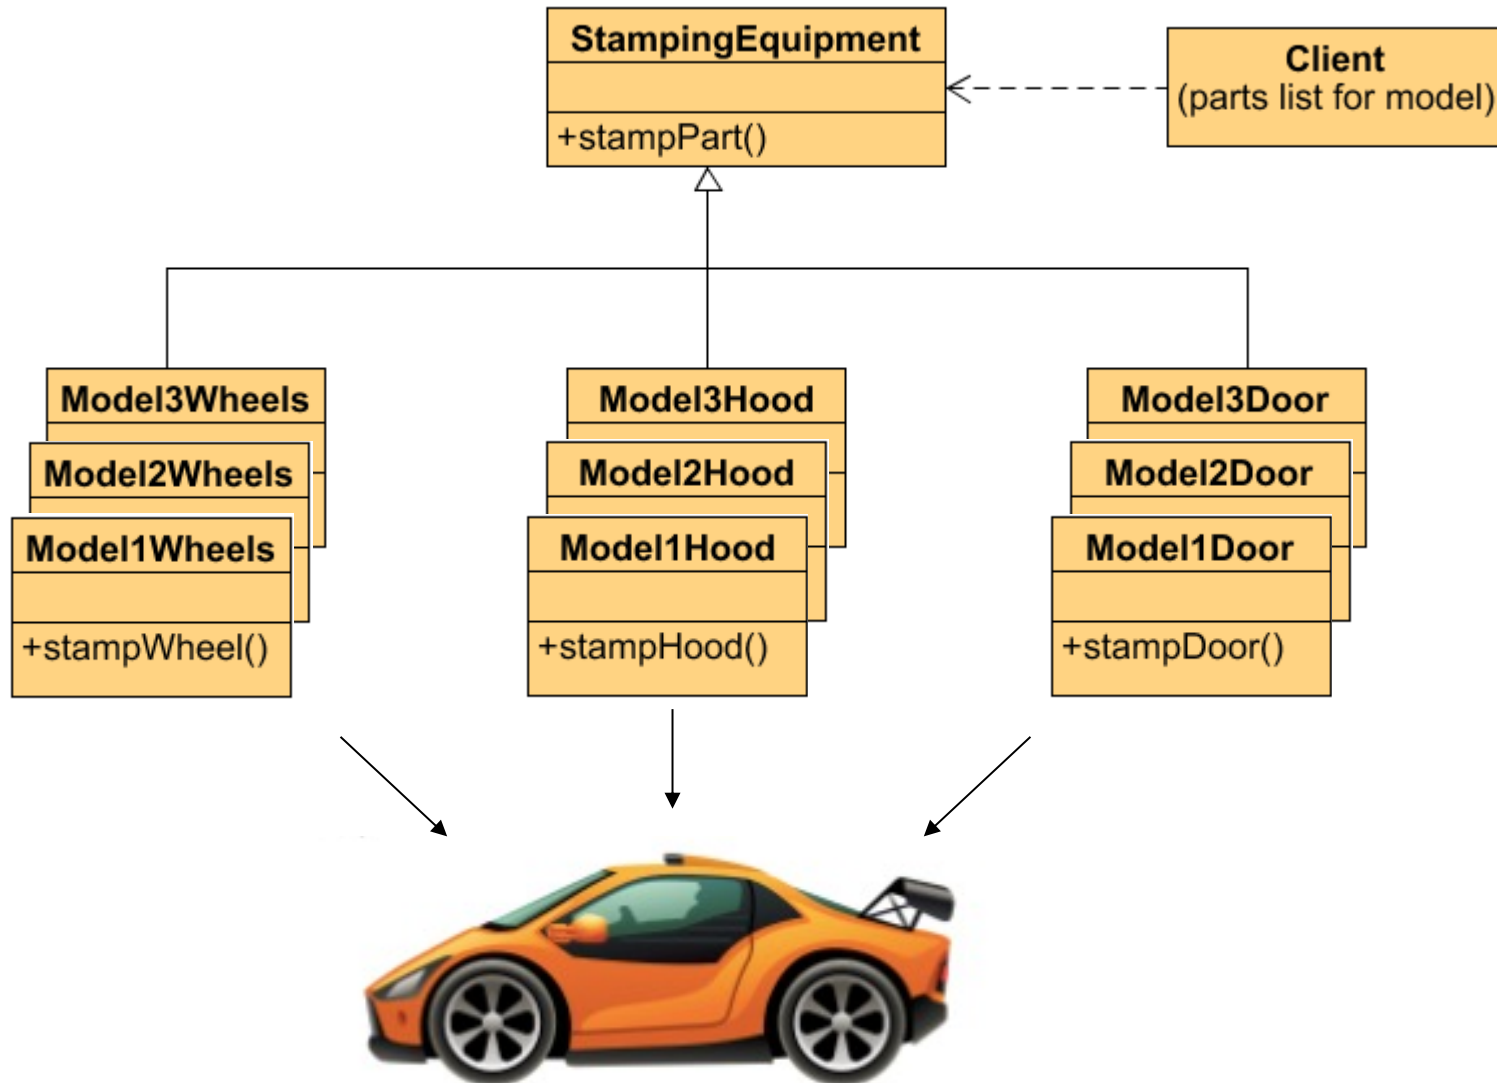 StampingEquipment
+stampPart()
Client
(parts list for model)
Model3Wheels
Model2Wheels
Model1Wheels
+stampWheel()
Model3Hood
Model2Hood
Model1Hood
+stampHood()
Model3Door
Model2Door
Model1Door
+stampDoor()